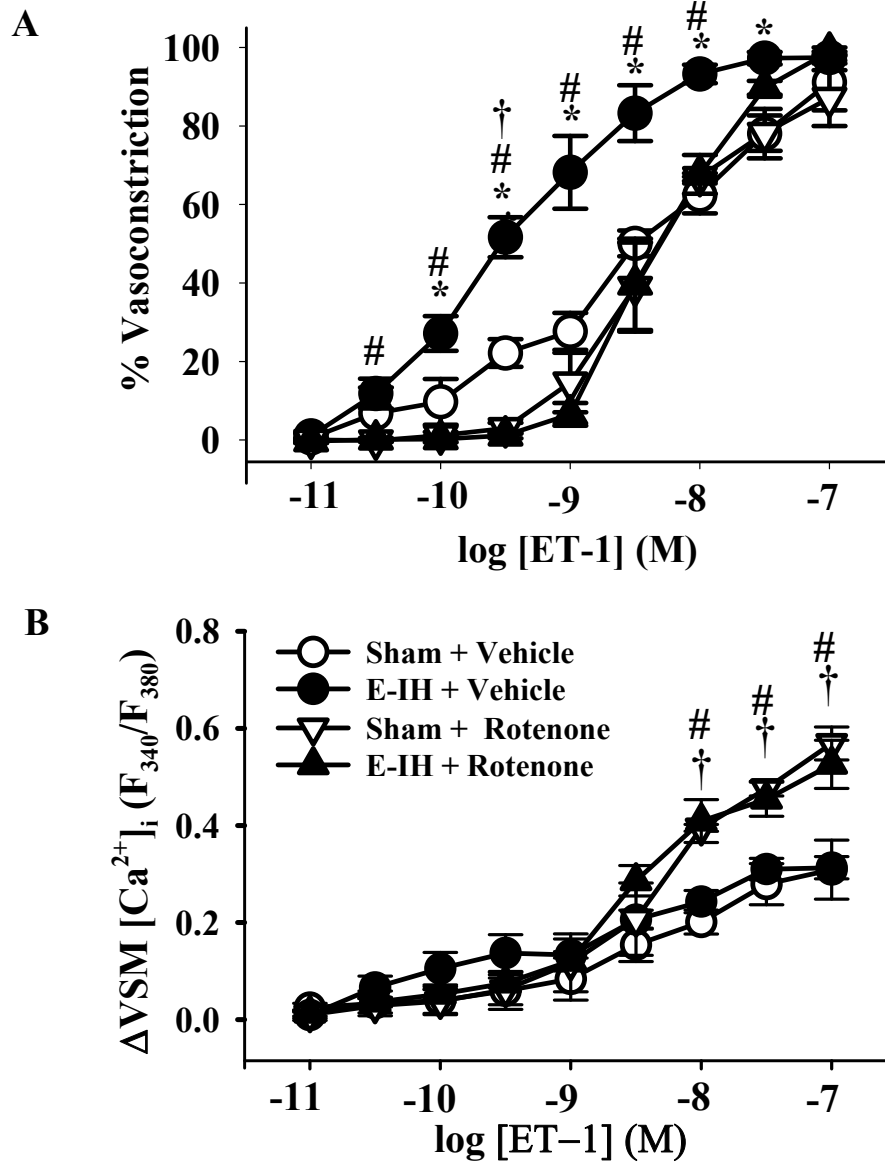 A
% Vasoconstriction
100
80
60
40
20
0
#
#
*
†
#
*
#
*
#
*
#
*
*
-11 -10 -9 -8 -7
log [ET-1] (M)
B
ΔVSM [Ca²⁺]ᵢ (F₃₄₀/F₃₈₀)
0.8
0.6
0.4
0.2
0.0
Sham + Vehicle
E-IH + Vehicle
Sham + Rotenone
E-IH + Rotenone
#
†
#
†
#
†
-11 -10 -9 -8 -7
log [ET−1] (M)